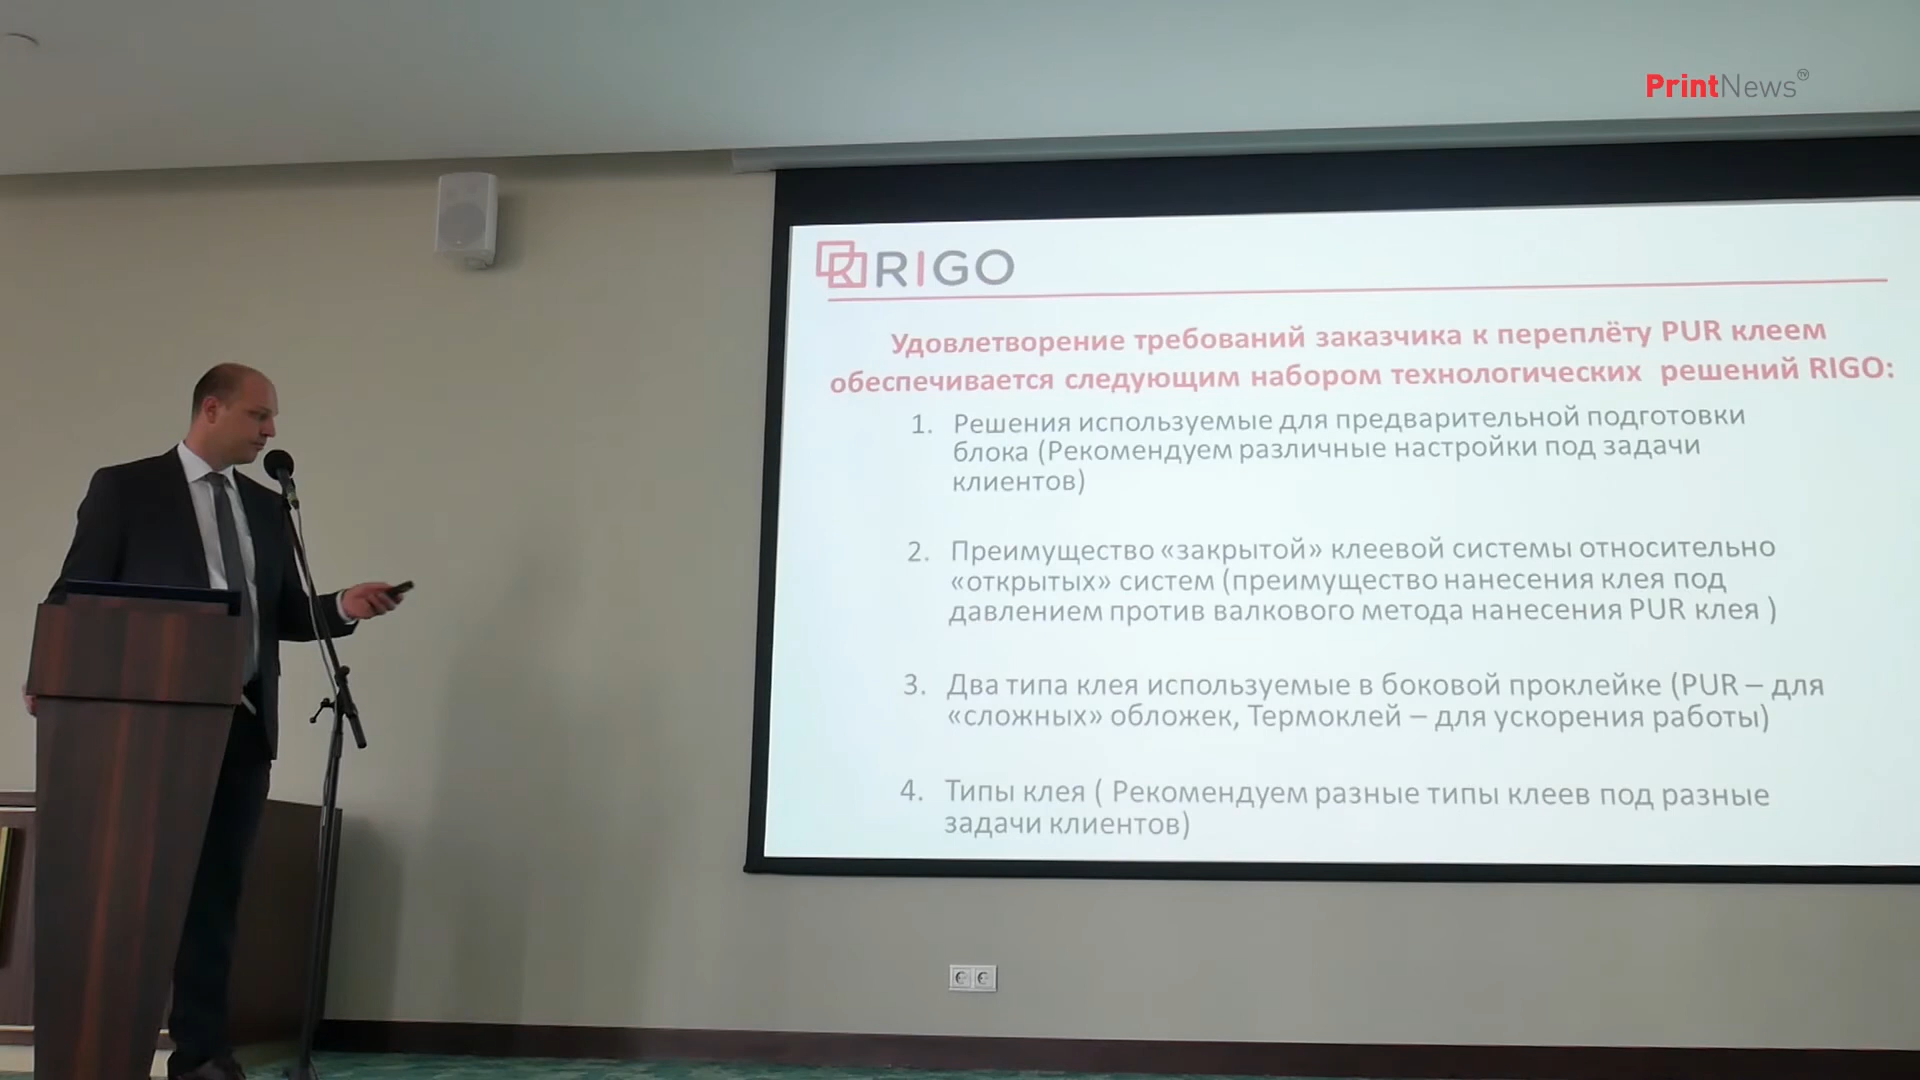 PrintNews TV
RIGO
Удовлетворение требований заказчика к переплёту PUR клеем
обеспечивается следующим набором технологических решений RIGO:
1. Решения используемые для предварительной подготовки
блока (Рекомендуем различные настройки под задачи
клиентов)
2. Преимущество «закрытой» клеевой системы относительно
«открытых» систем (преимущество нанесения клея под
давлением против валкового метода нанесения PUR клея )
3. Два типа клея используемые в боковой проклейке (PUR – для
«сложных» обложек, Термоклей – для ускорения работы)
4. Типы клея ( Рекомендуем разные типы клеев под разные
задачи клиентов)